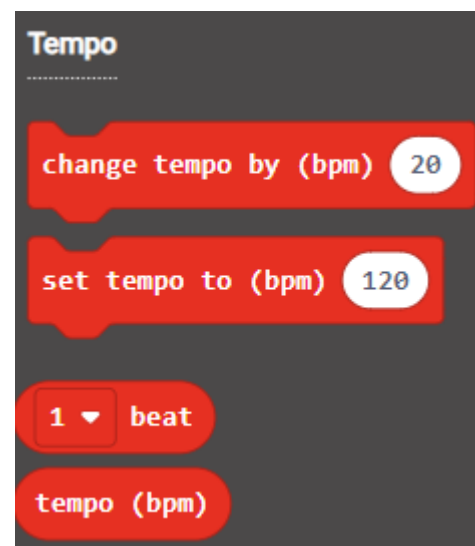 Tempo
change tempo by (bpm) 20
set tempo to (bpm) 120
1 beat
tempo (bpm)